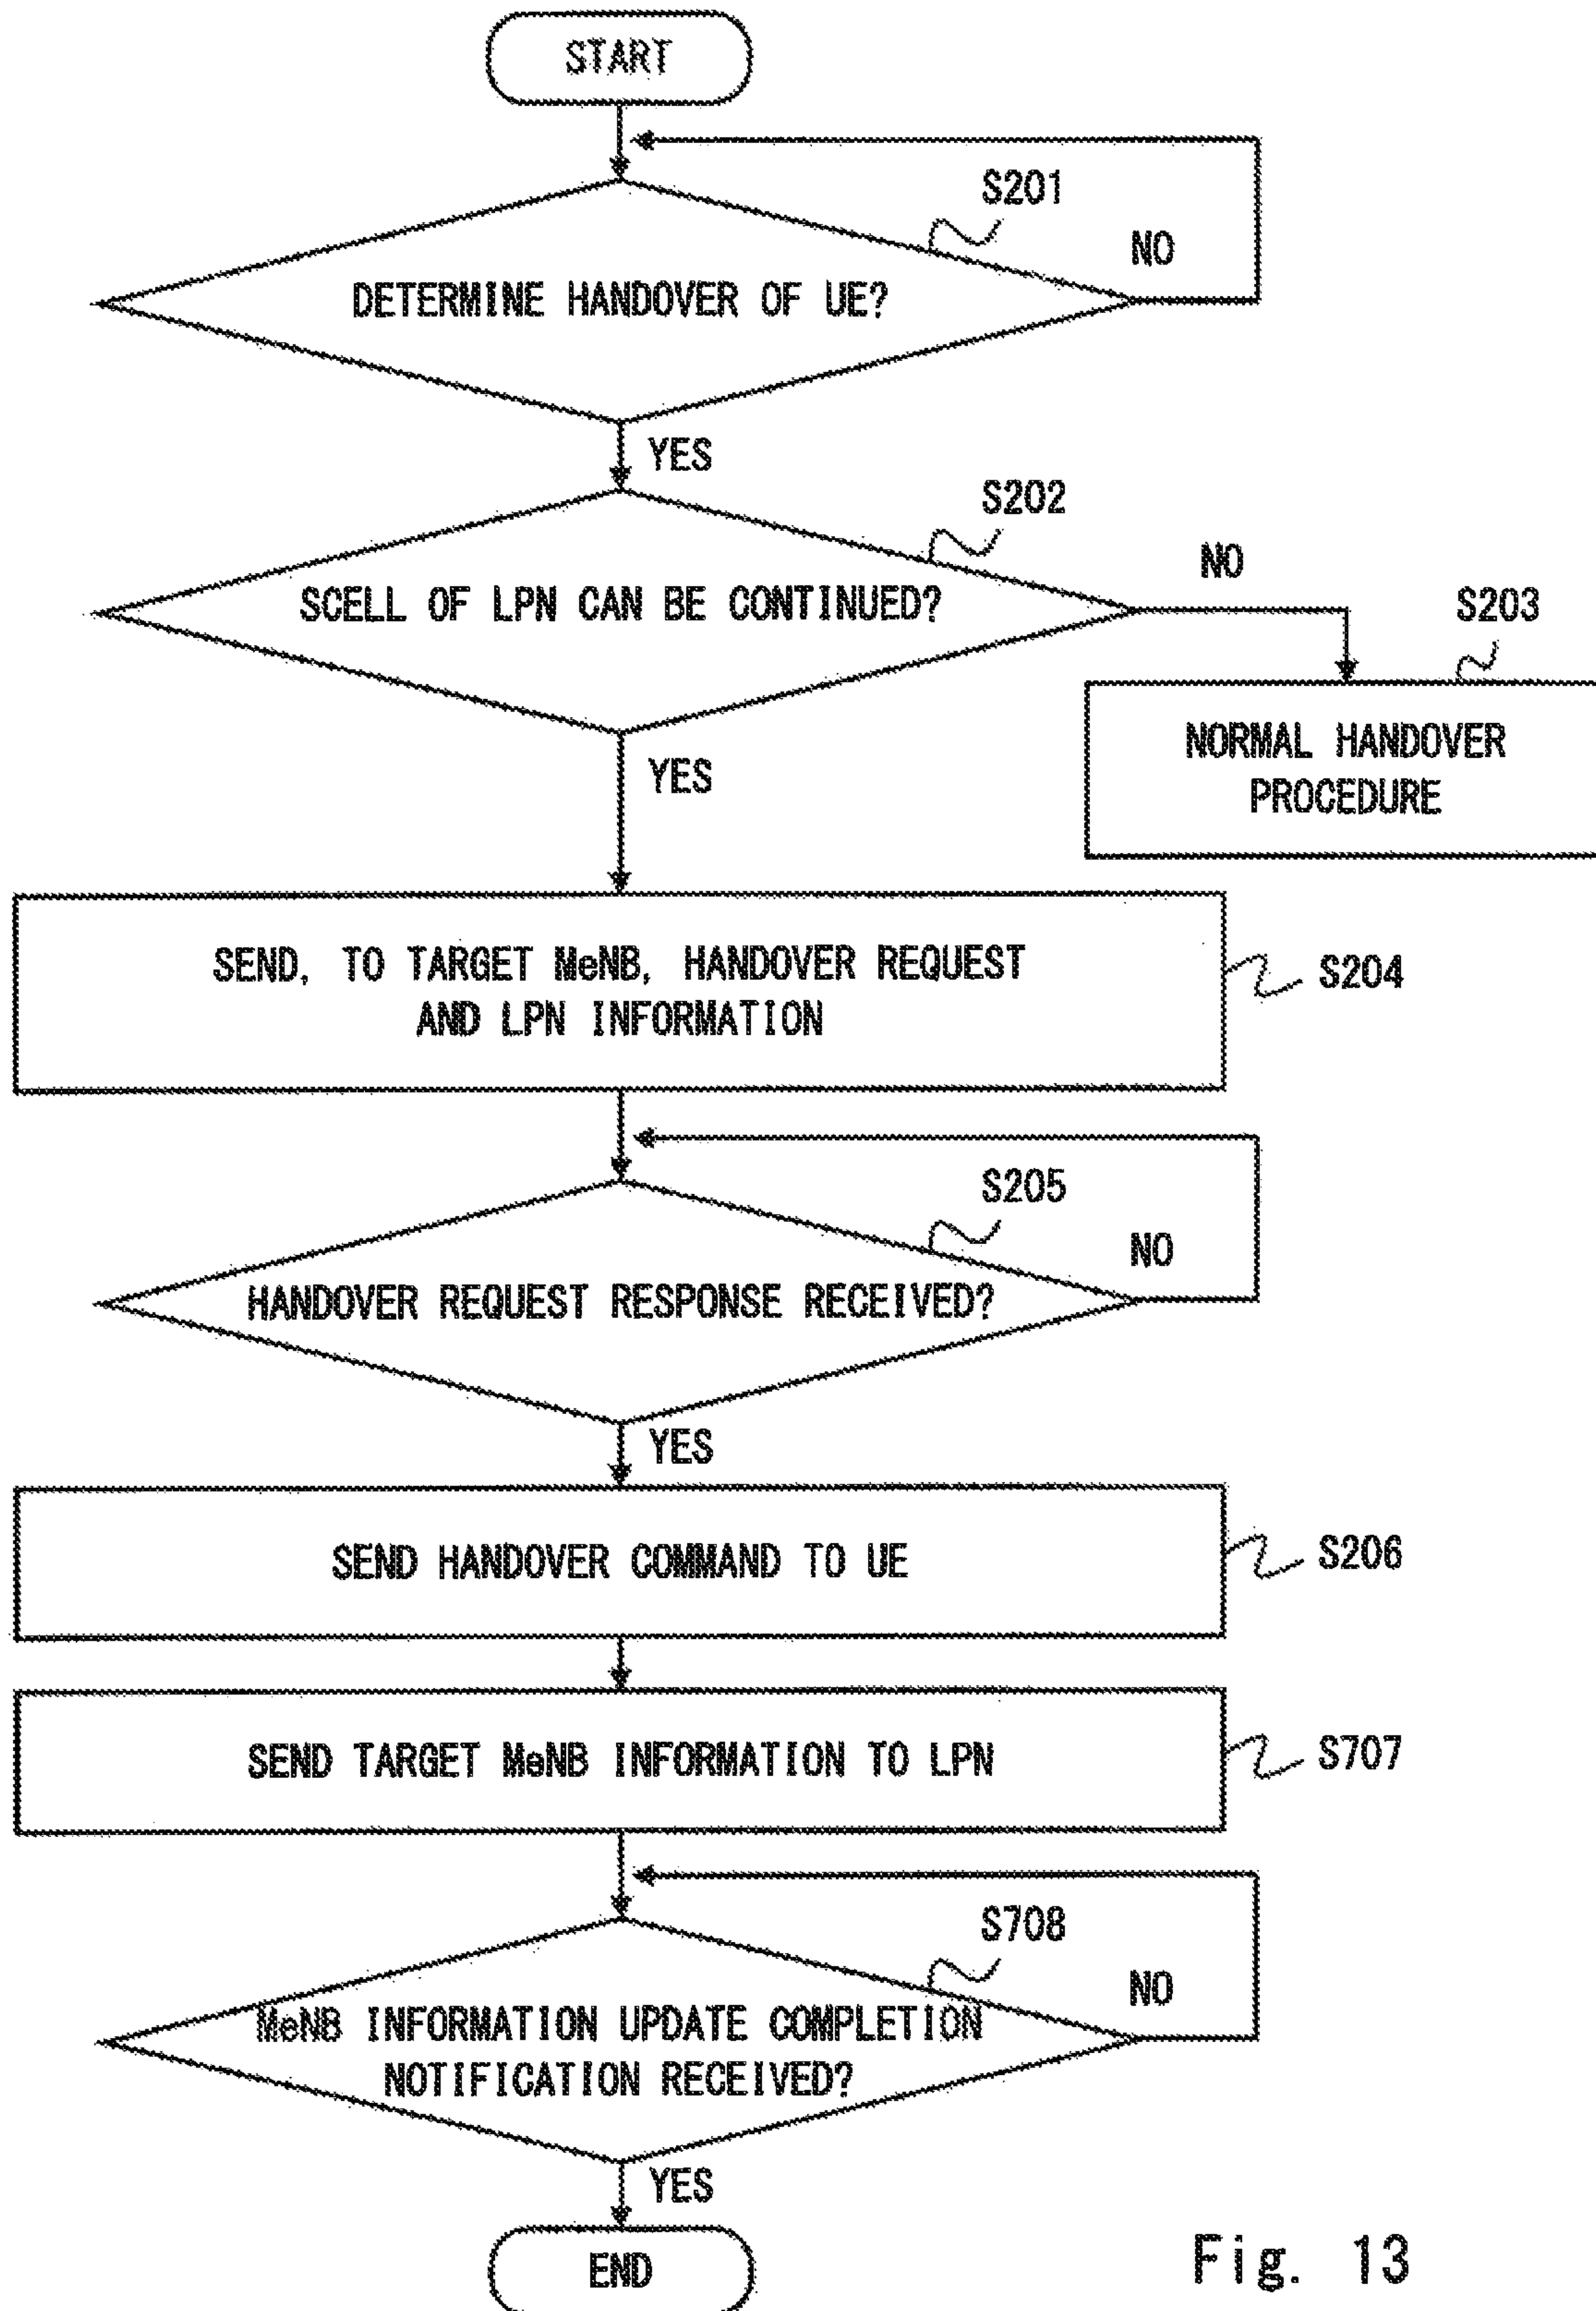 START
S201
NO
DETERMINE HANDOVER OF UE?
YES
S202
NO
SCELL OF LPN CAN BE CONTINUED?
S203
NORMAL HANDOVER
PROCEDURE
YES
SEND, TO TARGET MeNB, HANDOVER REQUEST
AND LPN INFORMATION
S204
S205
NO
HANDOVER REQUEST RESPONSE RECEIVED?
YES
SEND HANDOVER COMMAND TO UE
S206
SEND TARGET MeNB INFORMATION TO LPN
S707
S708
NO
MeNB INFORMATION UPDATE COMPLETION
NOTIFICATION RECEIVED?
YES
END
Fig. 13